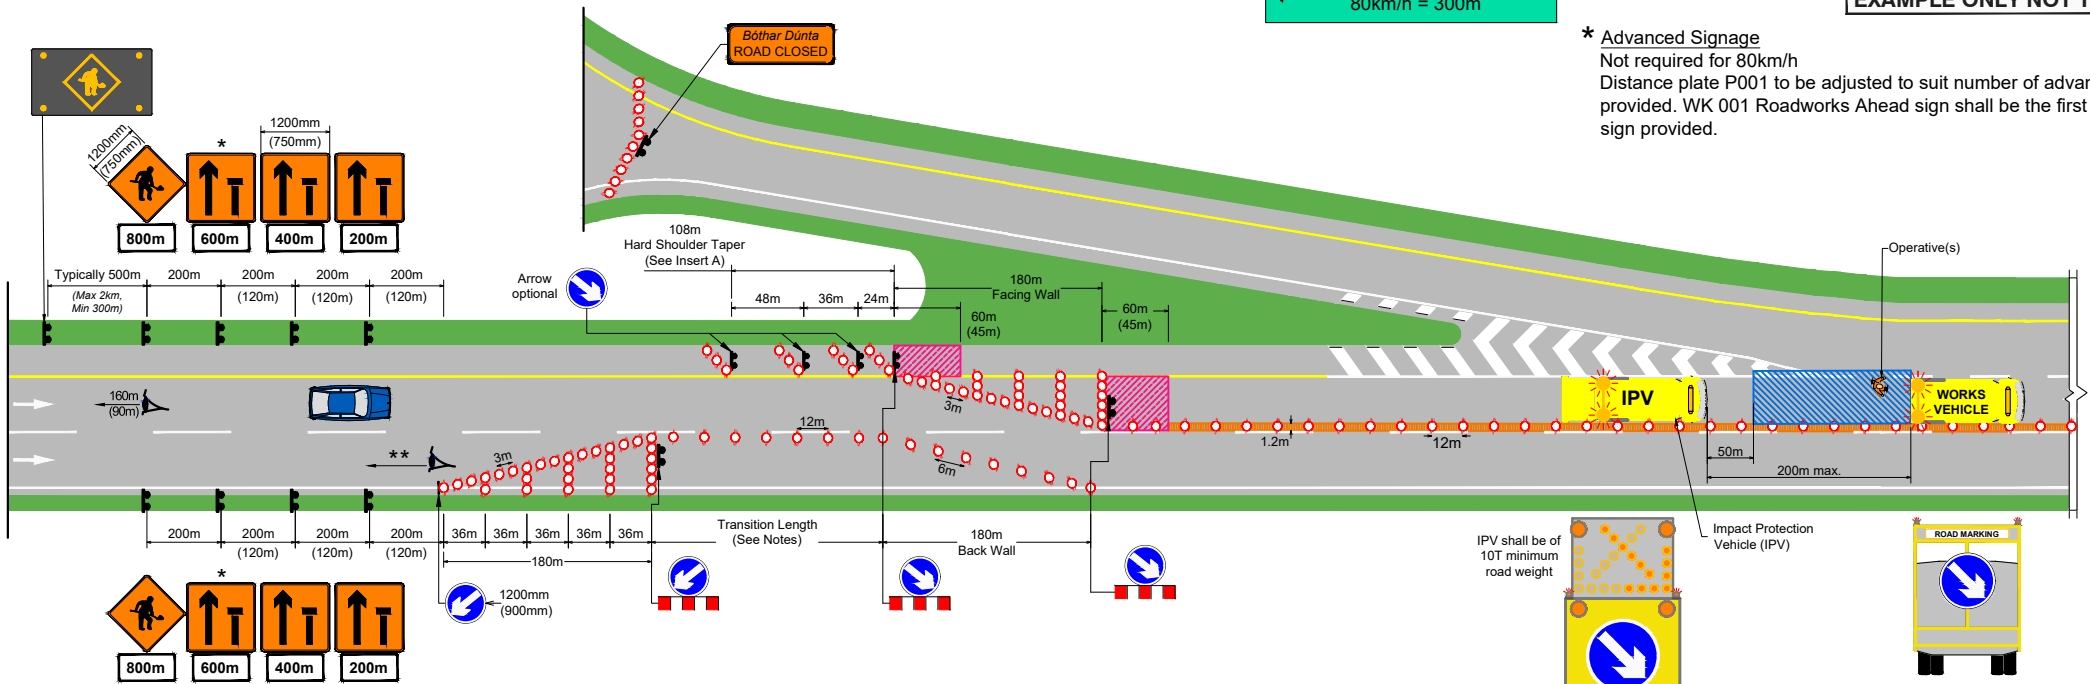 80km/h = 300m
EXAMPLE ONLY NOT T
* Advanced Signage
Not required for 80km/h
Distance plate P001 to be adjusted to suit number of advan
provided. WK 001 Roadworks Ahead sign shall be the first
sign provided.
Bóthar Dúnta
ROAD CLOSED
1200mm
(750mm)
*
1200mm
(750mm)
800m
600m
400m
200m
Typically 500m
(Max 2km,
Min 300m)
200m
200m
(120m)
200m
(120m)
200m
(120m)
108m
Hard Shoulder Taper
(See Insert A)
Arrow
optional
48m
36m
24m
180m
Facing Wall
60m
(45m)
60m
(45m)
Operative(s)
160m
(90m)
**
3m
12m
3m
6m
1.2m
12m
IPV
WORKS
VEHICLE
50m
200m max.
200m
200m
(120m)
200m
(120m)
200m
(120m)
36m
36m
36m
36m
36m
180m
Transition Length
(See Notes)
180m
Back Wall
1200mm
(900mm)
IPV shall be of
10T minimum
road weight
Impact Protection
Vehicle (IPV)
ROAD MARKING
*
800m
600m
400m
200m